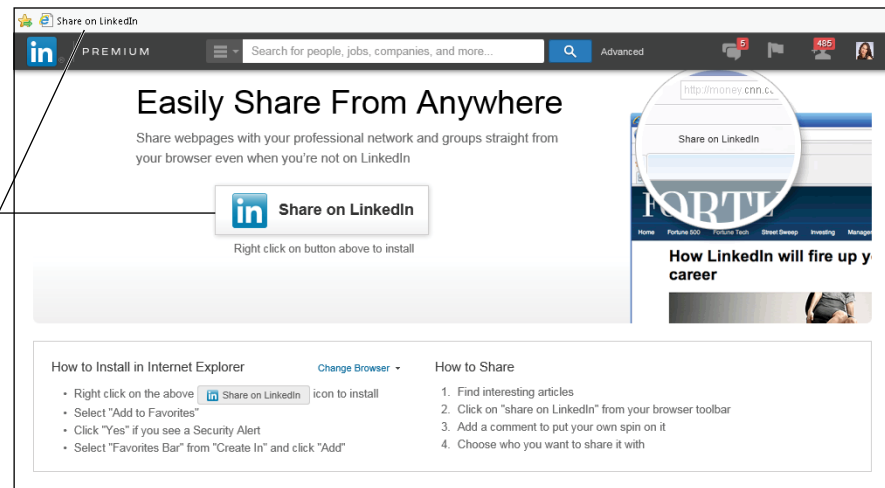 Share on LinkedIn
in PREMIUM Search for people, jobs, companies, and more... Advanced 5 485
Easily Share From Anywhere
Share webpages with your professional network and groups straight from
your browser even when you're not on LinkedIn
in Share on LinkedIn
Right click on button above to install
http://money.cnn.c
Share on LinkedIn
FORTU
Home Fortune 500 Fortune Tech Street Sweep Investing Manage
How LinkedIn will fire up y
career
How to Install in Internet Explorer Change Browser
• Right click on the above in Share on LinkedIn icon to install
• Select "Add to Favorites"
• Click "Yes" if you see a Security Alert
• Select "Favorites Bar" from "Create In" and click "Add"
How to Share
1. Find interesting articles
2. Click on "share on LinkedIn" from your browser toolbar
3. Add a comment to put your own spin on it
4. Choose who you want to share it with